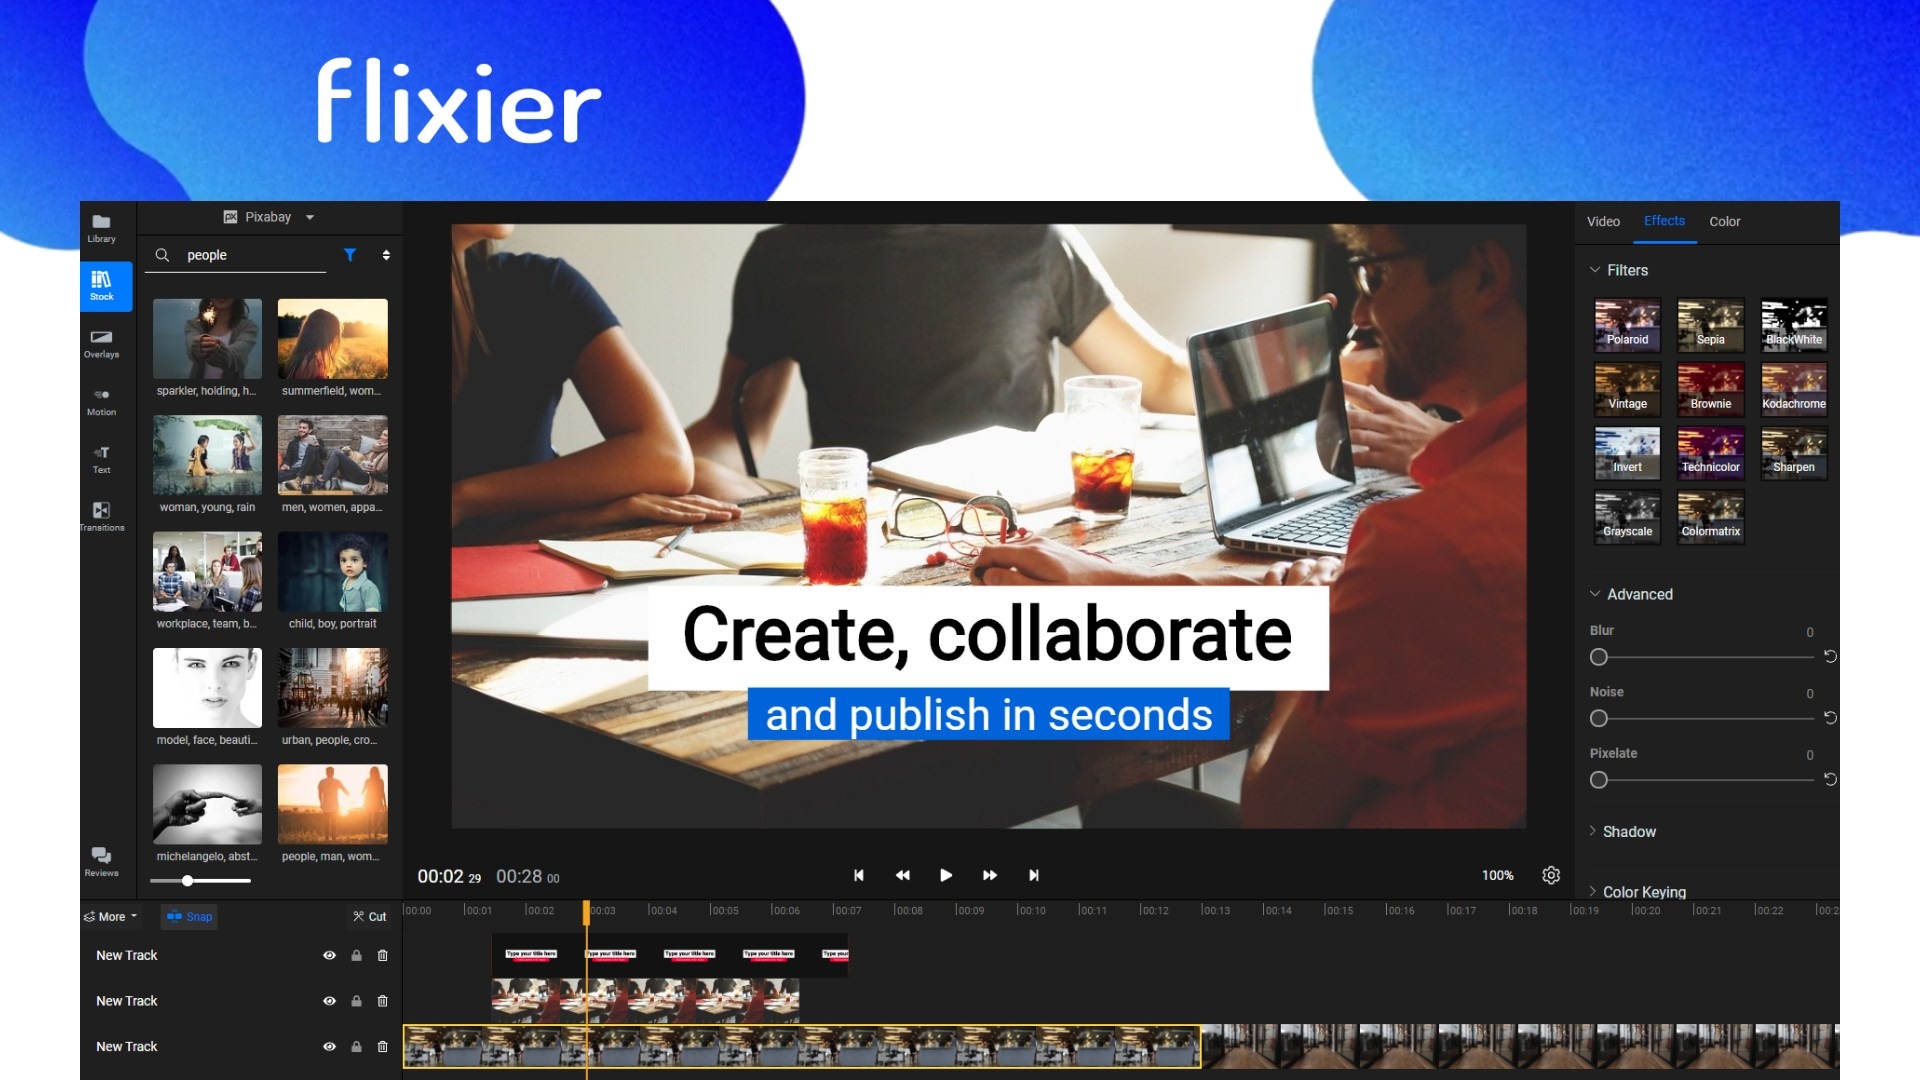 flixier
Library
Stock
Overlays
Motion
Text
Transitions
Reviews
px Pixabay
people
sparkler, holding, h...
summerfield, wom...
woman, young, rain
men, women, appa...
workplace, team, b...
child, boy, portrait
model, face, beauti...
urban, people, cro...
michelangelo, abst...
people, man, wom...
Create, collaborate
and publish in seconds
00:02 29 00:28 00
100%
Video Effects Color
Filters
Polaroid Sepia BlackWhite
Vintage Brownie Kodachrome
Invert Technicolor Sharpen
Grayscale Colormatrix
Advanced
Blur 0
Noise 0
Pixelate 0
Shadow
Color Keying
More Snap Cut
00:00 00:01 00:02 00:03 00:04 00:05 00:06 00:07 00:08 00:09 00:10 00:11 00:12 00:13 00:14 00:15 00:16 00:17 00:18 00:19 00:20 00:21 00:22 00:2
New Track
Type your title here Type your title here Type your title here Type your title here Type your
New Track
New Track